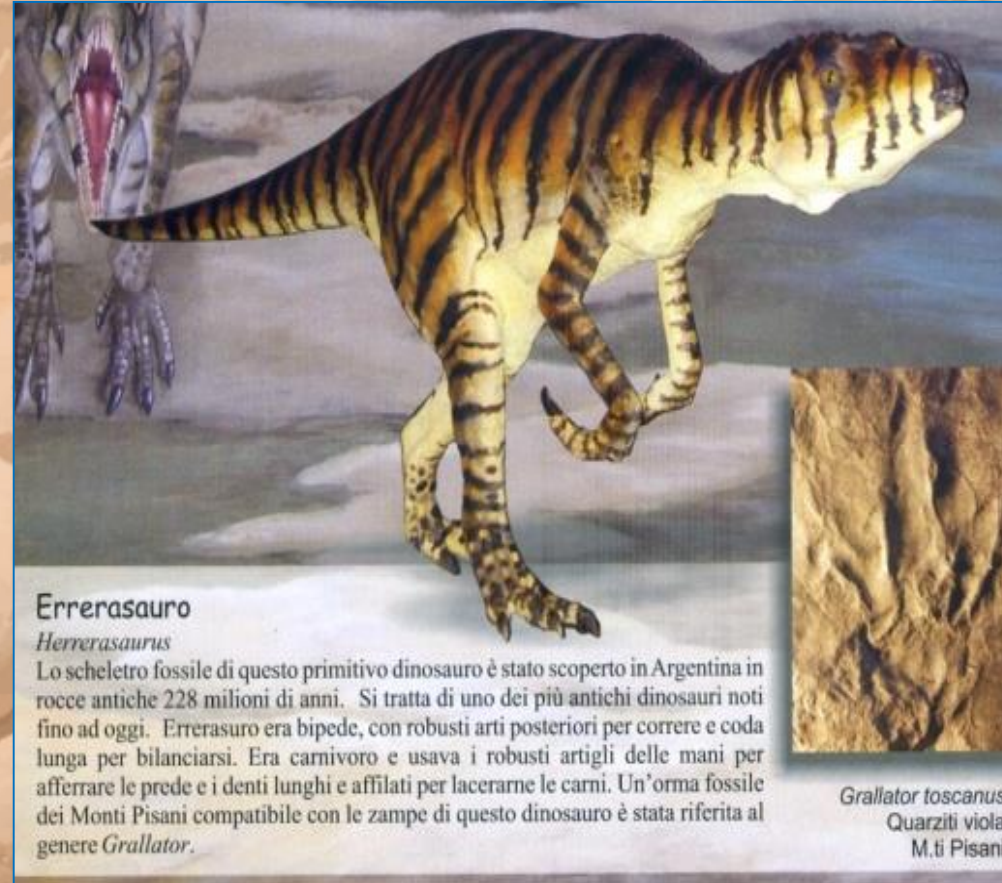 Errerasauro
Herrerasaurus
Lo scheletro fossile di questo primitivo dinosauro è stato scoperto in Argentina in
rocce antiche 228 milioni di anni. Si tratta di uno dei più antichi dinosauri noti
fino ad oggi. Errerasuro era bipede, con robusti arti posteriori per correre e coda
lunga per bilanciarsi. Era carnivoro e usava i robusti artigli delle mani per
afferrare le prede e i denti lunghi e affilati per lacerarne le carni. Un'orma fossile
dei Monti Pisani compatibile con le zampe di questo dinosauro è stata riferita al
genere Grallator.
Grallator toscanus
Quarziti viola
M.ti Pisani